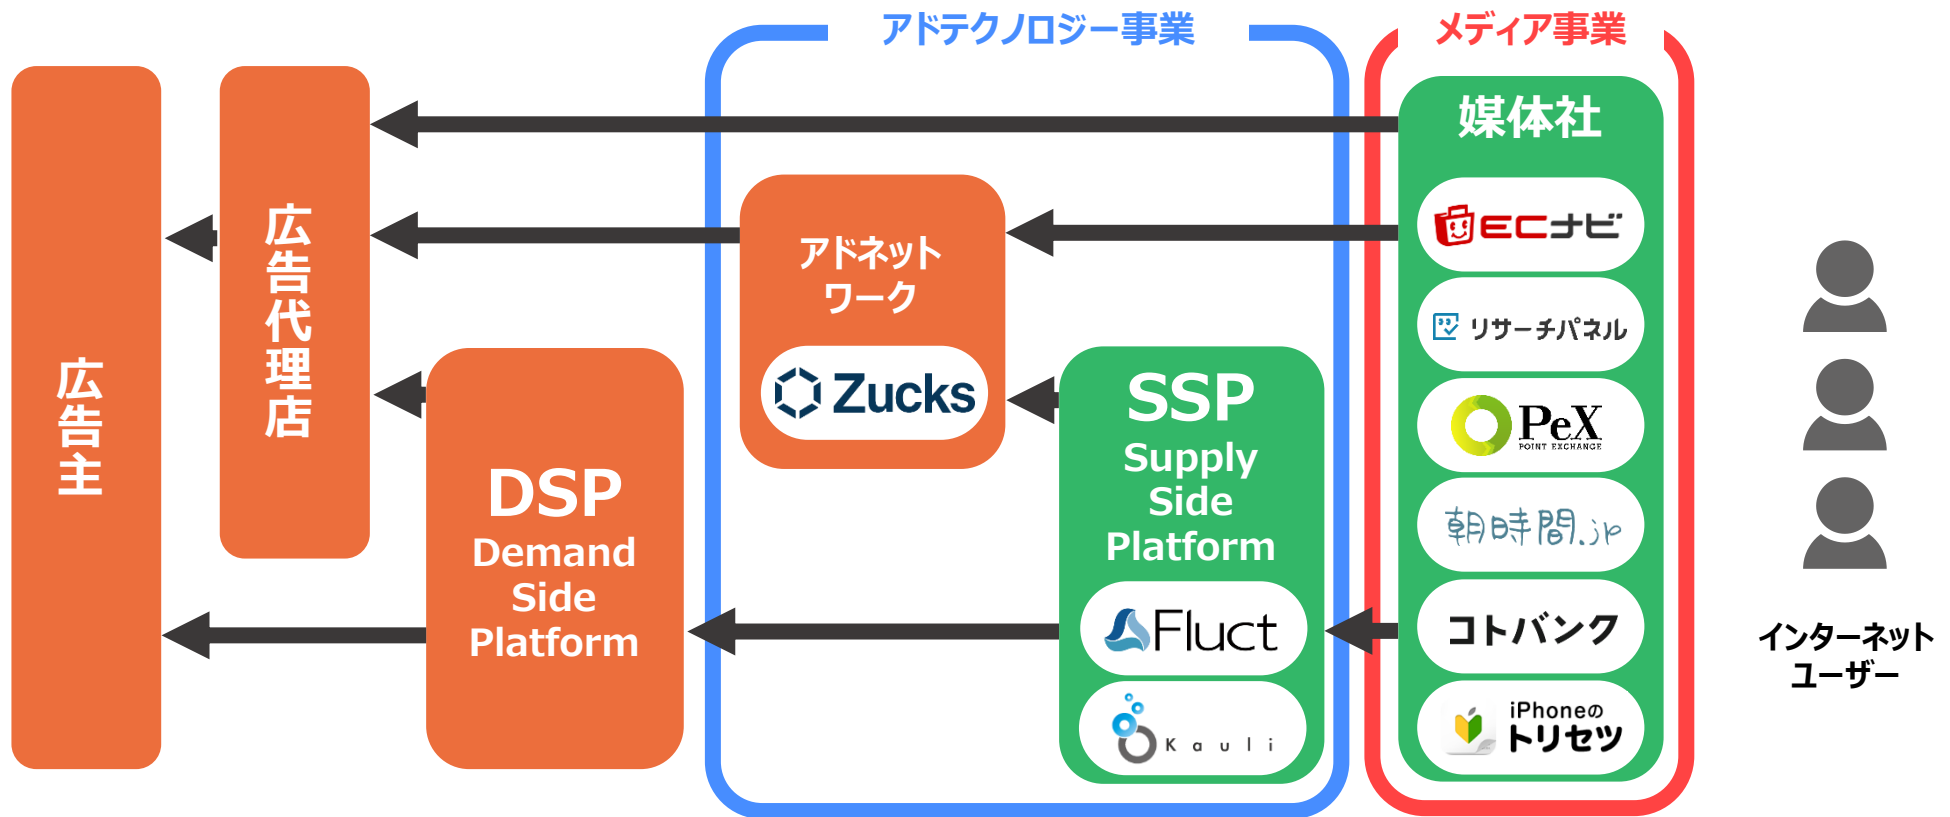 アドテクノロジー事業
メディア事業
広告主
広告代理店
DSP
Demand
Side
Platform
アドネット
ワーク
Zucks
SSP
Supply
Side
Platform
Fluct
Kauli
媒体社
ECナビ
リサーチパネル
PeX
POINT EXCHANGE
朝時間.jp
コトバンク
iPhoneの
トリセツ
インターネット
ユーザー